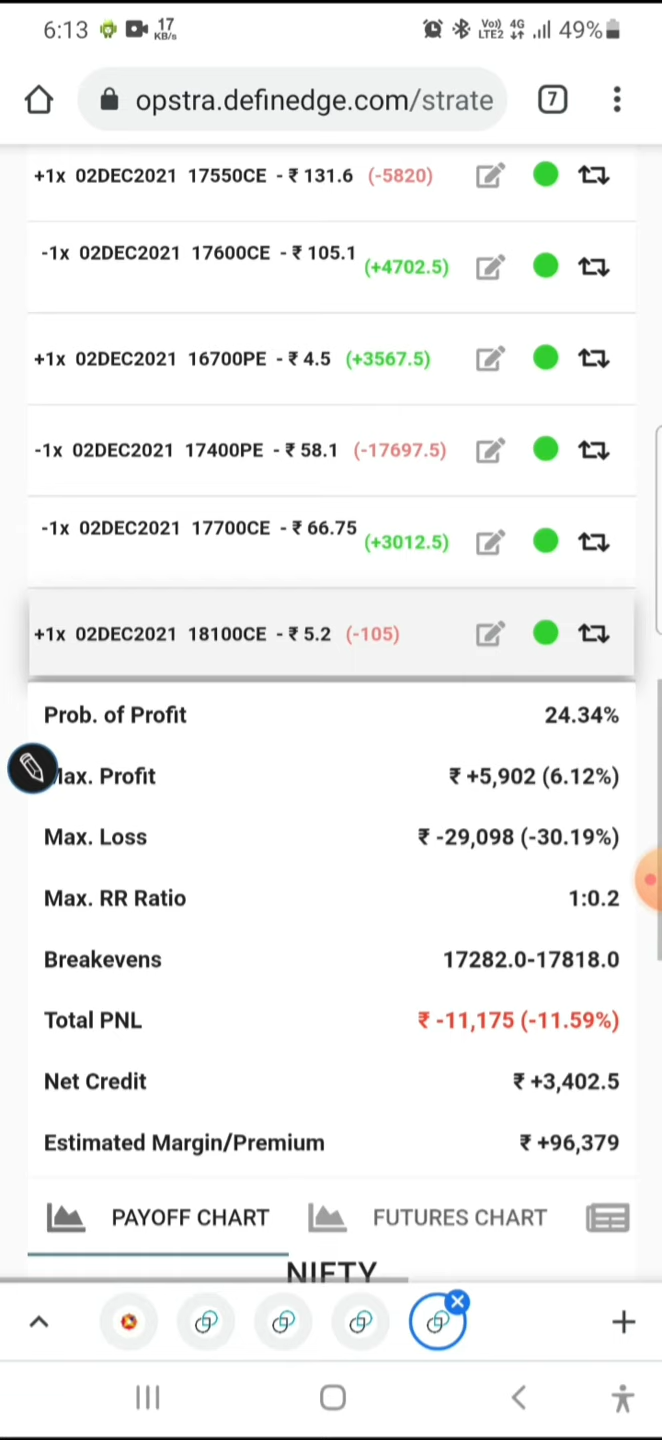 6:13 17 KB/s Vo)) LTE2 4G 49%
opstra.definedge.com/strate 7
+1x 02DEC2021 17550CE - ₹ 131.6 (-5820)
-1x 02DEC2021 17600CE - ₹ 105.1 (+4702.5)
+1x 02DEC2021 16700PE - ₹ 4.5 (+3567.5)
-1x 02DEC2021 17400PE - ₹ 58.1 (-17697.5)
-1x 02DEC2021 17700CE - ₹ 66.75 (+3012.5)
+1x 02DEC2021 18100CE - ₹ 5.2 (-105)
Prob. of Profit 24.34%
Max. Profit ₹ +5,902 (6.12%)
Max. Loss ₹ -29,098 (-30.19%)
Max. RR Ratio 1:0.2
Breakevens 17282.0-17818.0
Total PNL ₹ -11,175 (-11.59%)
Net Credit ₹ +3,402.5
Estimated Margin/Premium ₹ +96,379
PAYOFF CHART FUTURES CHART
NIFTY